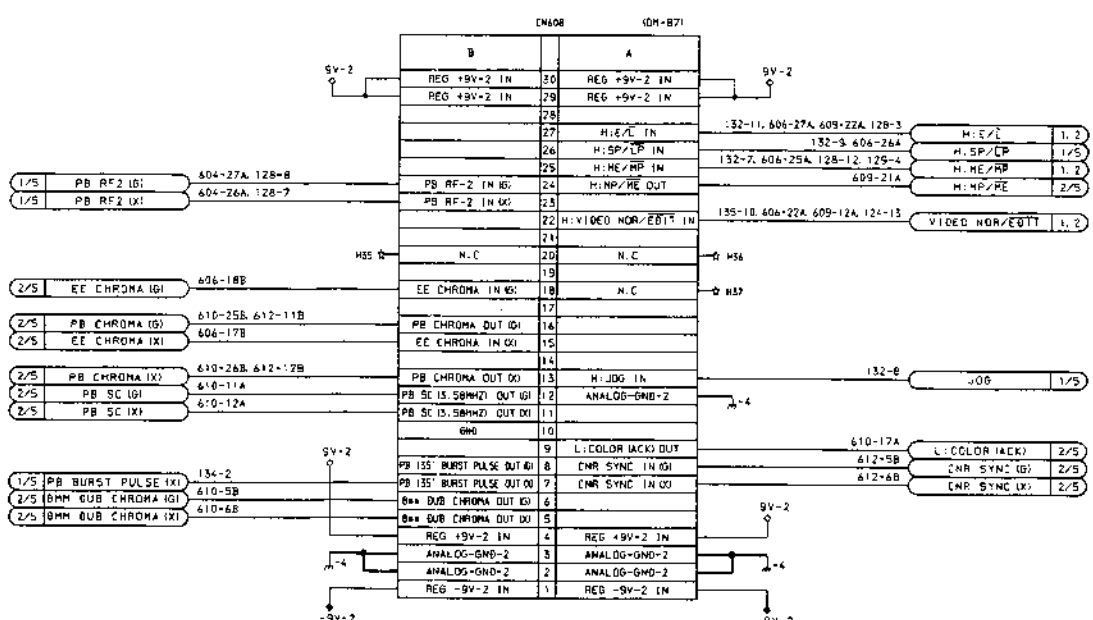 CN608 (DM-87)
B A
9V-2 REG +9V-2 IN 30 REG +9V-2 IN 9V-2
REG +9V-2 IN 29 REG +9V-2 IN
28
27 H:E/L IN 132-11, 606-27A, 609-22A, 128-3 H:E/L 1, 2
26 H:SP/LP IN 132-9, 606-26A H:SP/LP 1/5
25 H:ME/MP IN 132-7, 606-25A, 128-12, 129-4 H:ME/MP 1, 2
1/5 PB RF2 (G) 604-27A, 128-8 PB RF-2 IN (G) 24 H:MP/ME OUT 609-21A H:MP/ME 2/5
1/5 PB RF2 (X) 604-26A, 128-7 PB RF-2 IN (X) 23
22 H:VIDEO NOR/EDIT IN 135-10, 606-22A, 609-12A, 124-13 VIDEO NOR/EDIT 1, 2
21
H35 N.C 20 N.C H36
19
2/5 EE CHROMA (G) 606-18B EE CHROMA IN (G) 18 N.C H37
17
2/5 PB CHROMA (G) 610-25B, 612-11B PB CHROMA OUT (G) 16
2/5 EE CHROMA (X) 606-17B EE CHROMA IN (X) 15
14
2/5 PB CHROMA (X) 610-26B, 612-12B PB CHROMA OUT (X) 13 H:JOG IN 132-8 JOG 1/5
2/5 PB SC (G) 610-11A PB SC (3.58MHZ) OUT (G) 12 ANALOG-GND-2 -4
2/5 PB SC (X) 610-12A PB SC (3.58MHZ) OUT (X) 11
GND 10
9 L:COLOR (ACK) OUT 610-17A L:COLOR (ACK) 2/5
9V-2 PB 135° BURST PULSE OUT (G) 8 CNR SYNC IN (G) 612-5B CNR SYNC (G) 2/5
1/5 PB BURST PULSE (X) 134-2 PB 135° BURST PULSE OUT (X) 7 CNR SYNC IN (X) 612-6B CNR SYNC (X) 2/5
2/5 8MM DUB CHROMA (G) 610-5B 8mm DUB CHROMA OUT (G) 6
2/5 8MM DUB CHROMA (X) 610-6B 8mm DUB CHROMA OUT (X) 5
REG +9V-2 IN 4 REG +9V-2 IN 9V-2
-4 ANALOG-GND-2 3 ANALOG-GND-2 -4
ANALOG-GND-2 2 ANALOG-GND-2
REG -9V-2 IN 1 REG -9V-2 IN
-9V-2 -9V-2